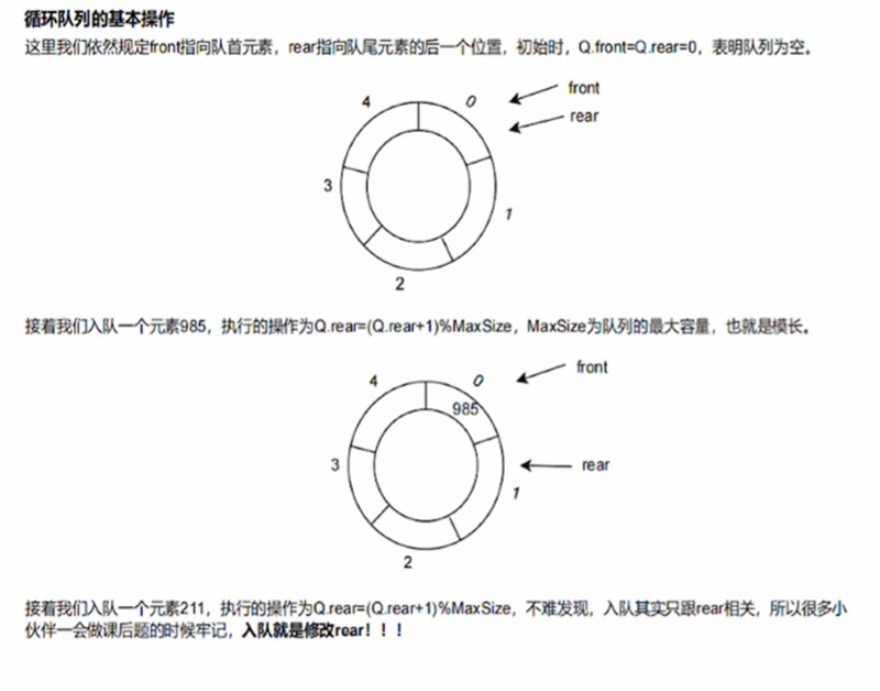 循环队列的基本操作
这里我们依然规定front指向队首元素，rear指向队尾元素的后一个位置，初始时，Q.front=Q.rear=0，表明队列为空。
front
4
0
rear
3
1
2
接着我们入队一个元素985，执行的操作为Q.rear=(Q.rear+1)%MaxSize，MaxSize为队列的最大容量，也就是模长。
front
4
0
985
3
rear
1
2
接着我们入队一个元素211，执行的操作为Q.rear=(Q.rear+1)%MaxSize，不难发现，入队其实只跟rear相关，所以很多小
伙伴一会做课后题的时候牢记，入队就是修改rear！！！